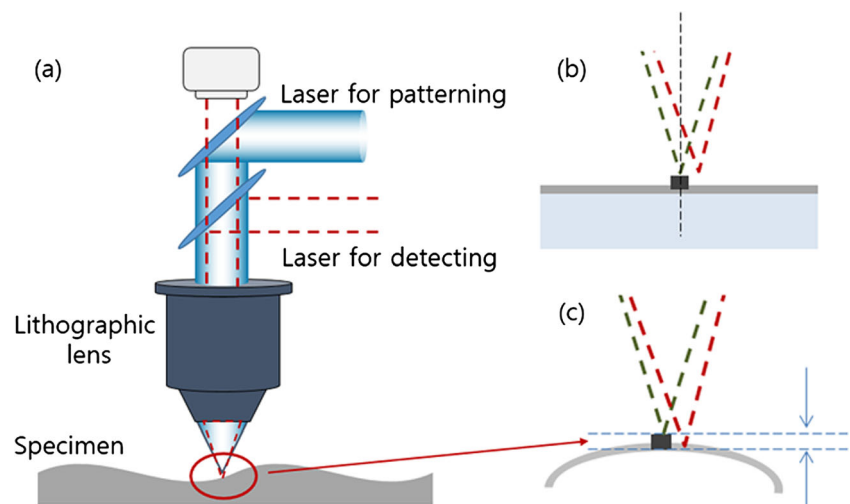 (a)
Laser for patterning
Laser for detecting
Lithographic
lens
Specimen
(b)
(c)